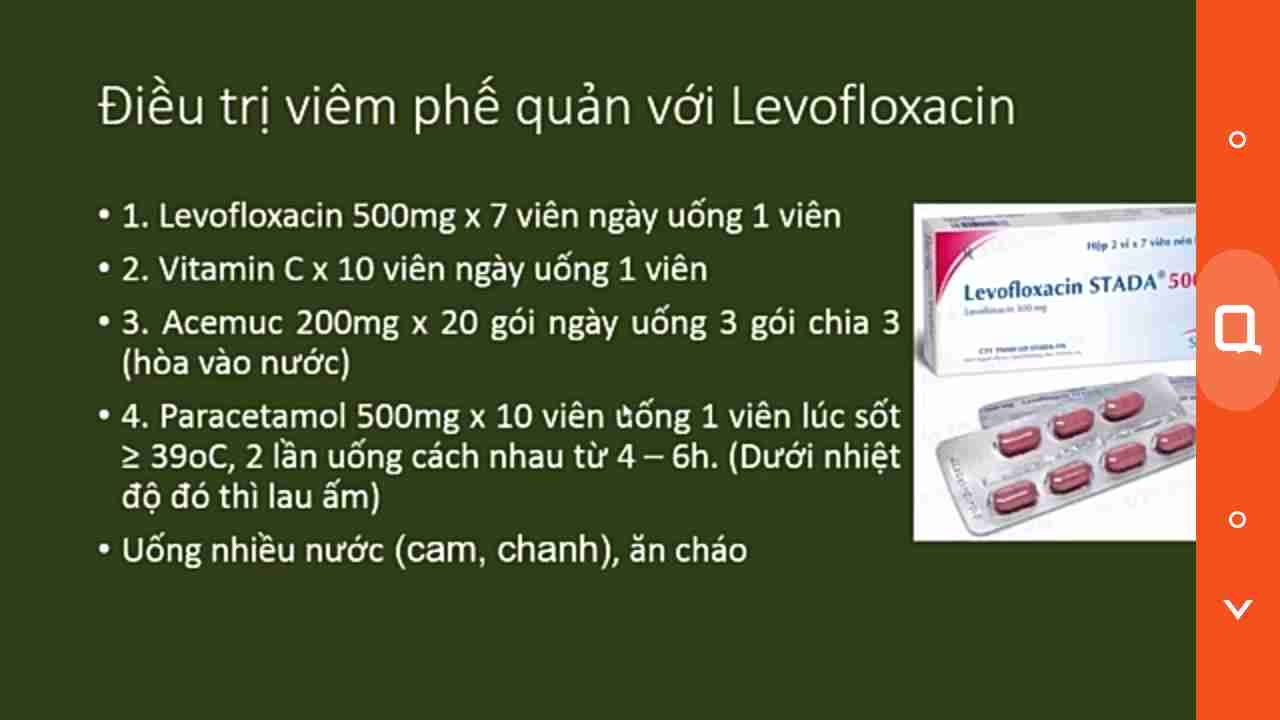 Điều trị viêm phế quản với Levofloxacin
• 1. Levofloxacin 500mg x 7 viên ngày uống 1 viên
• 2. Vitamin C x 10 viên ngày uống 1 viên
• 3. Acemuc 200mg x 20 gói ngày uống 3 gói chia 3
(hòa vào nước)
• 4. Paracetamol 500mg x 10 viên uống 1 viên lúc sốt
≥ 39oC, 2 lần uống cách nhau từ 4 – 6h. (Dưới nhiệt
độ đó thì lau ấm)
• Uống nhiều nước (cam, chanh), ăn cháo
Hộp 2 vỉ x 7 viên nén
Levofloxacin STADA® 500
Levofloxacin 500 mg